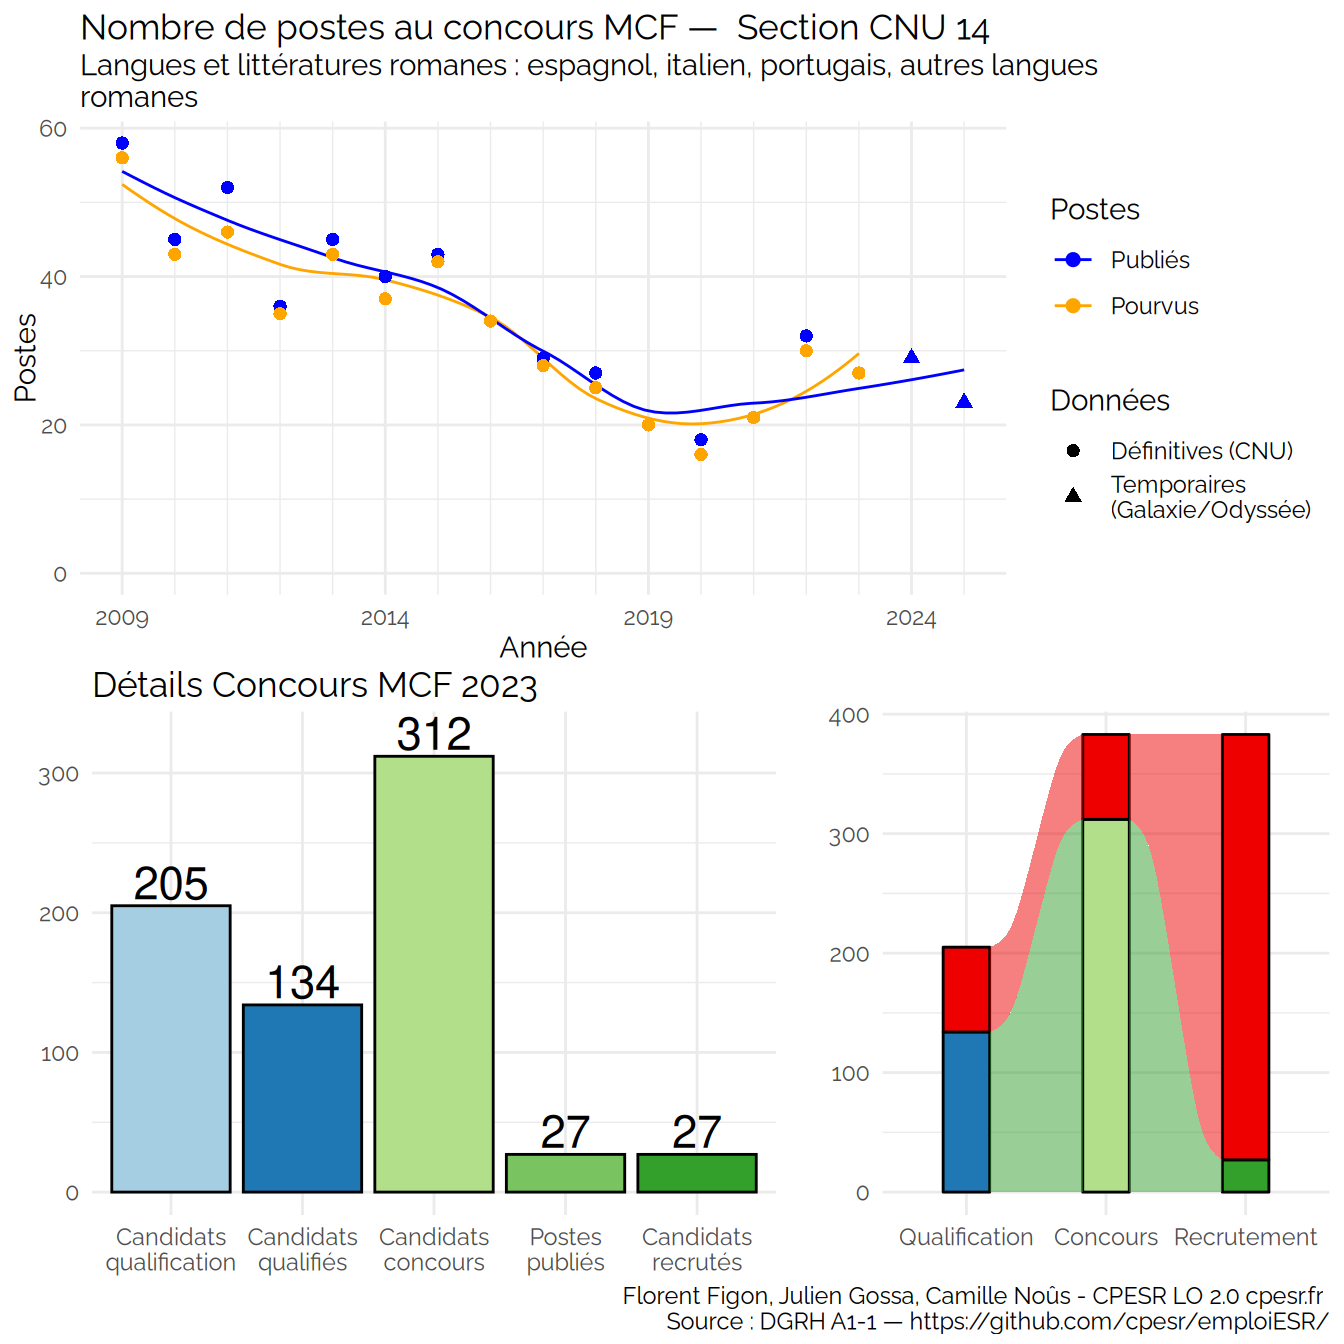 Nombre de postes au concours MCF — Section CNU 14
Langues et littératures romanes : espagnol, italien, portugais, autres langues
romanes
60
40
20
0
Postes
2009
2014
2019
2024
Année
Postes
Publiés
Pourvus
Données
Définitives (CNU)
Temporaires
(Galaxie/Odyssée)
Détails Concours MCF 2023
300
200
100
0
205
134
312
27
27
Candidats
qualification
Candidats
qualifiés
Candidats
concours
Postes
publiés
Candidats
recrutés
400
300
200
100
0
Qualification
Concours
Recrutement
Florent Figon, Julien Gossa, Camille Noûs - CPESR LO 2.0 cpesr.fr
Source : DGRH A1-1 — https://github.com/cpesr/emploiESR/